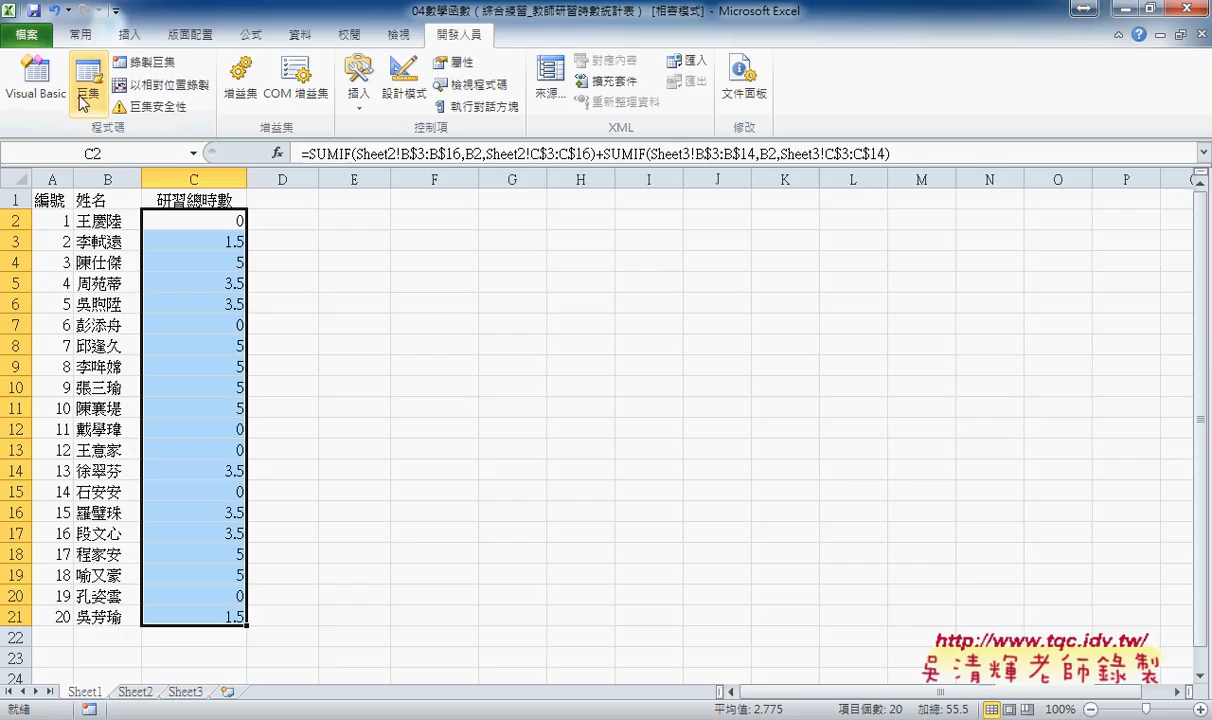 04數學函數（綜合練習_教師研習時數統計表） [相容模式] - Microsoft Excel
檔案 常用 插入 版面配置 公式 資料 校閱 檢視 開發人員
Visual Basic 巨集 錄製巨集 以相對位置錄製 巨集安全性 增益集 COM 增益集 插入 設計模式 屬性 檢視程式碼 執行對話方塊 來源... 對應內容 擴充套件 重新整理資料 匯入 匯出 文件面板
程式碼 增益集 控制項 XML 修改
C2 fx =SUMIF(Sheet2!B$3:B$16,B2,Sheet2!C$3:C$16)+SUMIF(Sheet3!B$3:B$14,B2,Sheet3!C$3:C$14)
A B C D E F G H I J K L M N O P
1 編號 姓名 研習總時數
2 1 王慶陸 0
3 2 李軾遠 1.5
4 3 陳仕傑 5
5 4 周苑蒂 3.5
6 5 吳煦陞 3.5
7 6 彭添舟 0
8 7 邱逢久 5
9 8 李哖嫦 5
10 9 張三瑜 5
11 10 陳襄堤 5
12 11 戴學瑋 0
13 12 王意家 0
14 13 徐翠芬 3.5
15 14 石安安 0
16 15 羅璧珠 3.5
17 16 段文心 3.5
18 17 程家安 5
19 18 喻又豪 5
20 19 孔姿雲 0
21 20 吳芳瑜 1.5
22
23
24
http://www.tqc.idv.tw/
吳清輝老師錄製
Sheet1 Sheet2 Sheet3
就緒 平均值: 2.775 項目個數: 20 加總: 55.5 100%